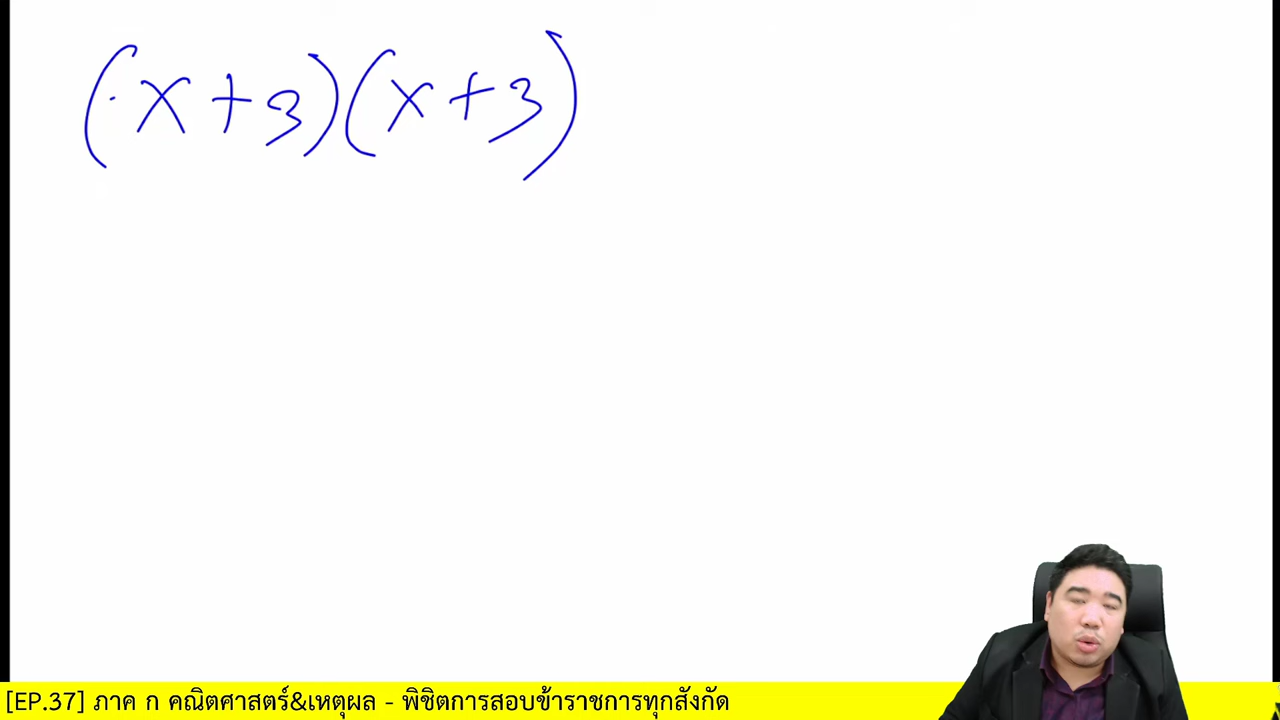 (·x+3)(x+3)
[EP.37] ภาค ก คณิตศาสตร์&เหตุผล - พิชิตการสอบข้าราชการทุกสังกัด